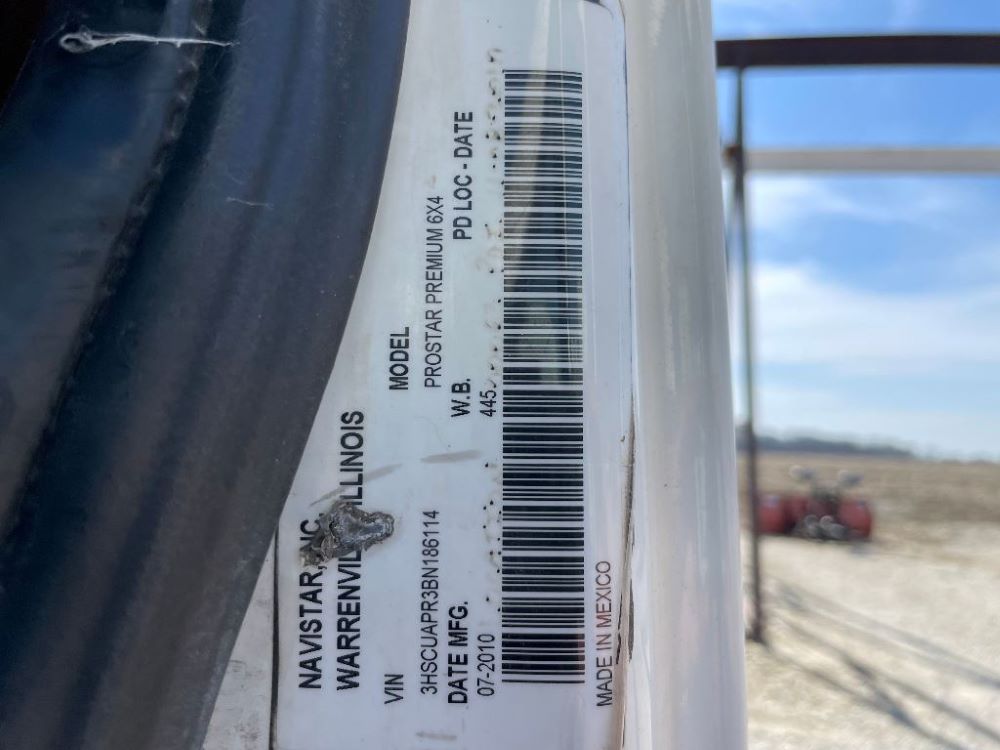 NAVISTAR, INC.
WARRENVILLE, ILLINOIS
VIN MODEL
3HSCUAPR3BN186114 PROSTAR PREMIUM 6X4
DATE MFG. W.B. PD LOC - DATE
07-2010
MADE IN MEXICO